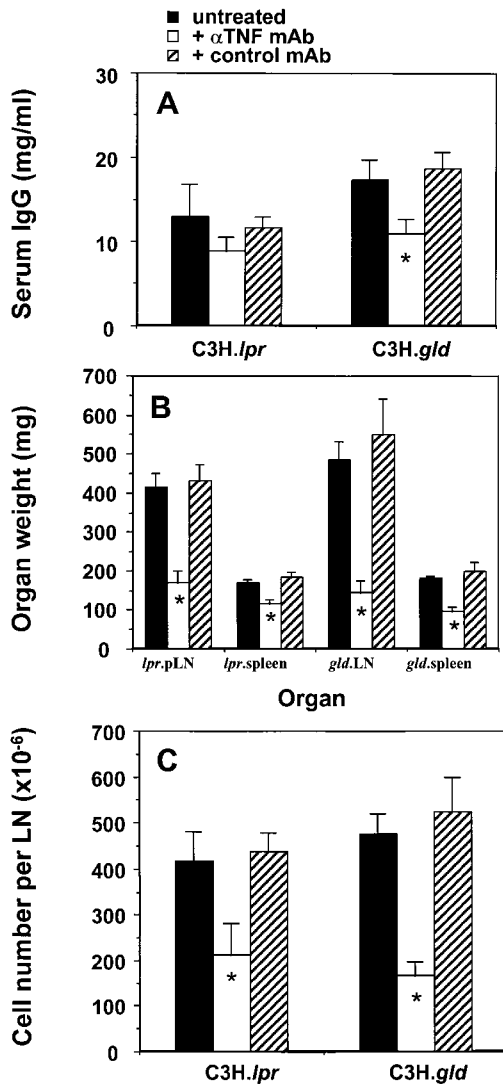 untreated
+ αTNF mAb
+ control mAb
Serum IgG (mg/ml)
A
30
20
10
0
*
C3H.lpr C3H.gld
Organ weight (mg)
B
700
600
500
400
300
200
100
0
* * * *
lpr.pLN lpr.spleen gld.LN gld.spleen
Organ
Cell number per LN (x10⁻⁶)
C
700
600
500
400
300
200
100
0
* *
C3H.lpr C3H.gld